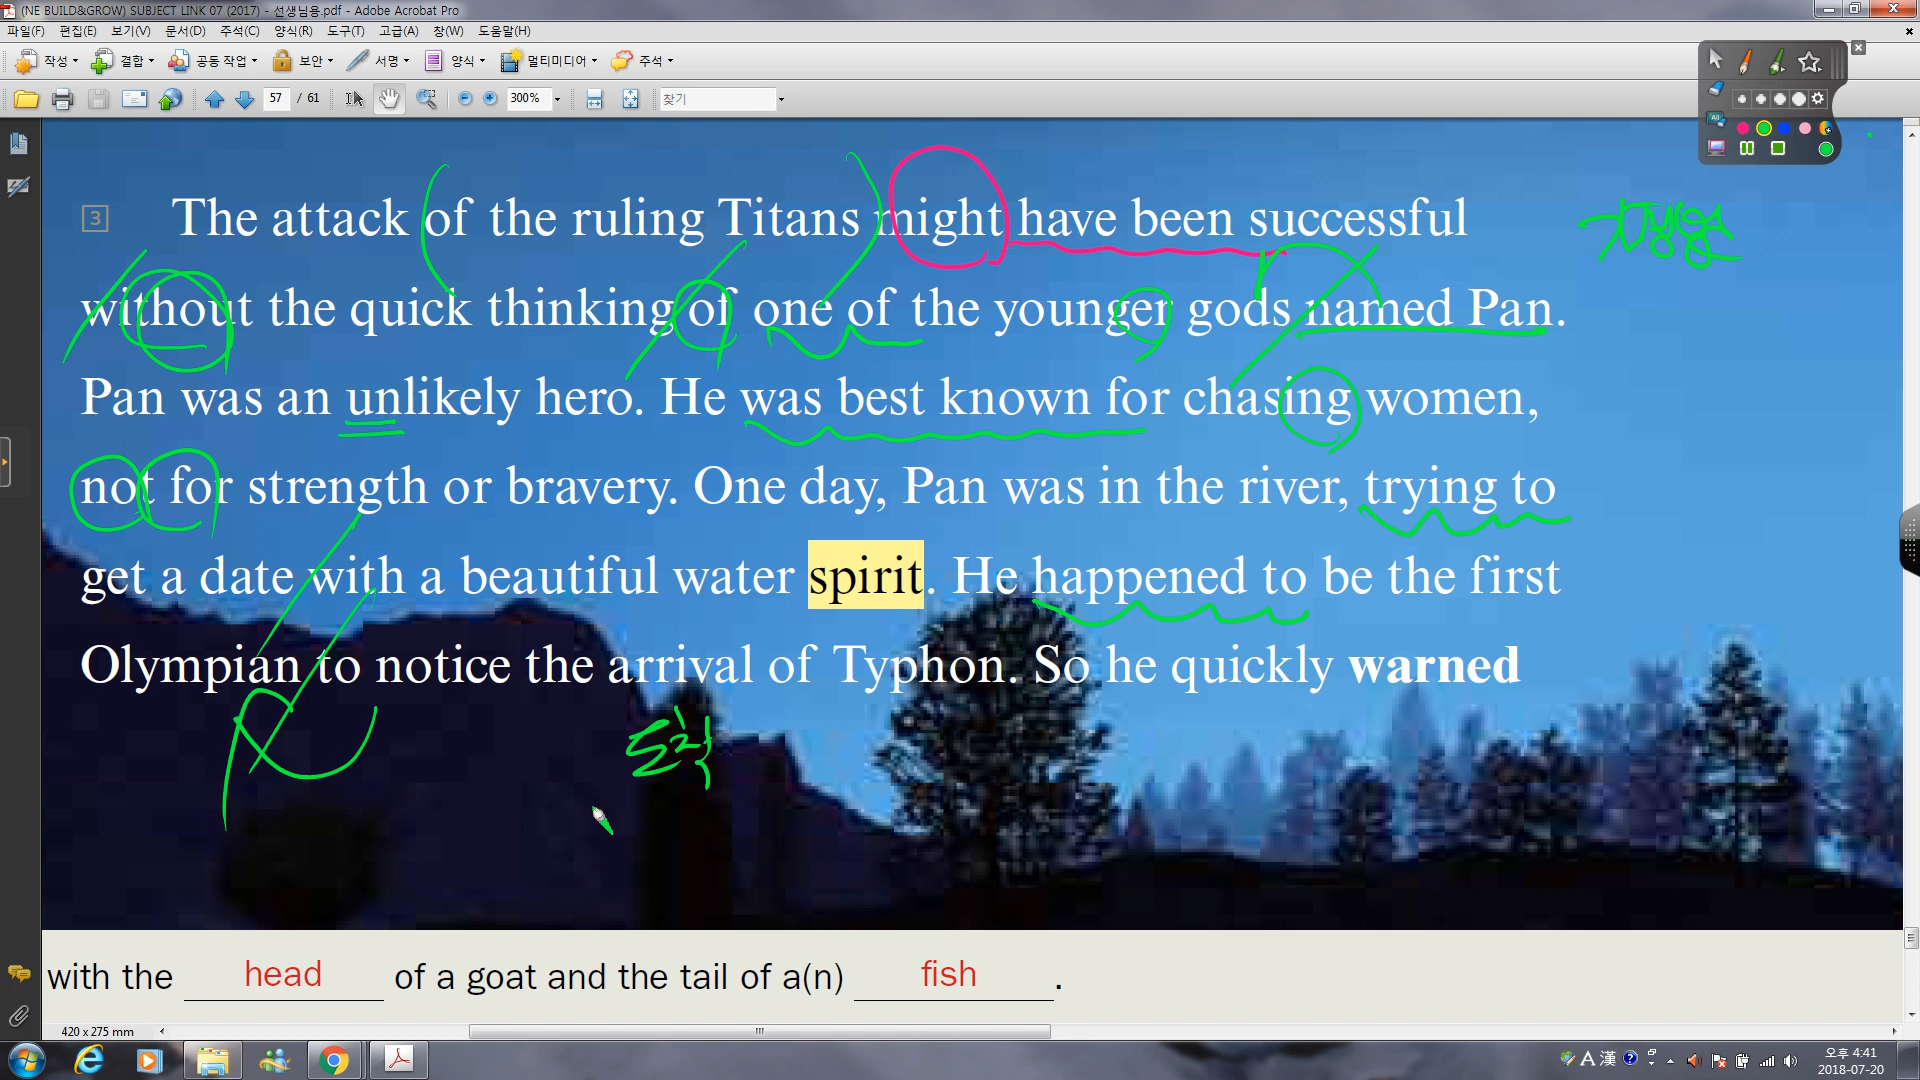 (NE BUILD&GROW) SUBJECT LINK 07 (2017) - 선생님용.pdf - Adobe Acrobat Pro
파일(F) 편집(E) 보기(V) 문서(D) 주석(C) 양식(R) 도구(T) 고급(A) 창(W) 도움말(H)
작성 결합 공동 작업 보안 서명 양식 멀티미디어 주석
57 / 61 300% 찾기
3 The attack of the ruling Titans might have been successful
without the quick thinking of one of the younger gods named Pan.
Pan was an unlikely hero. He was best known for chasing women,
not for strength or bravery. One day, Pan was in the river, trying to
get a date with a beautiful water spirit. He happened to be the first
Olympian to notice the arrival of Typhon. So he quickly warned
with the head of a goat and the tail of a(n) fish.
420 x 275 mm
A 漢
오후 4:41
2018-07-20